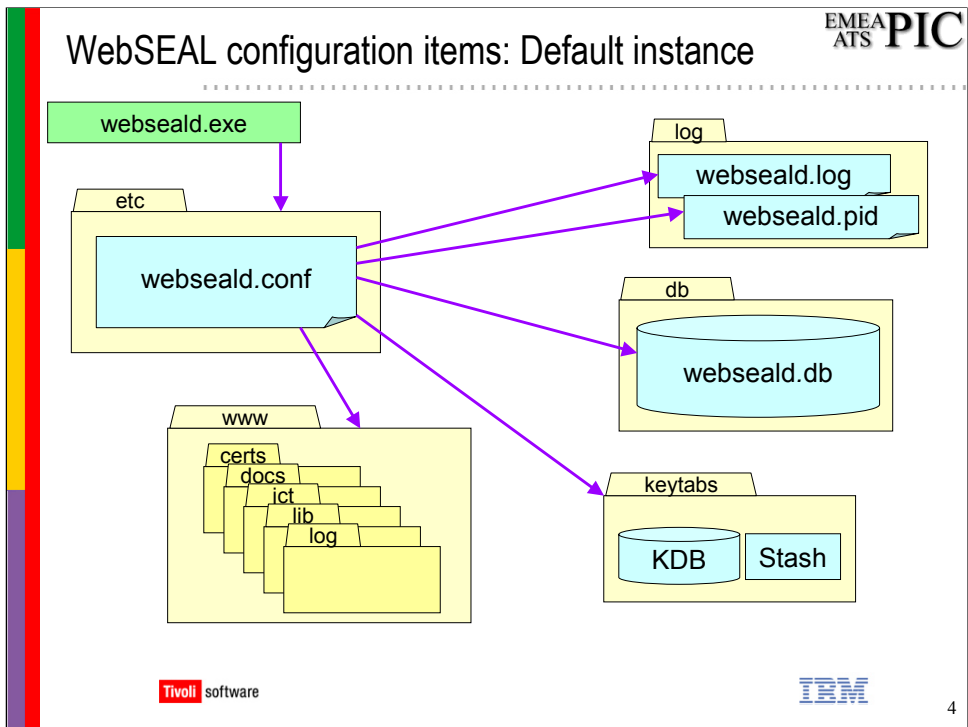 WebSEAL configuration items: Default instance
EMEA
ATS PIC
webseald.exe
etc
webseald.conf
log
webseald.log
webseald.pid
db
webseald.db
www
certs
docs
jct
lib
log
keytabs
KDB
Stash
Tivoli software
IBM
4